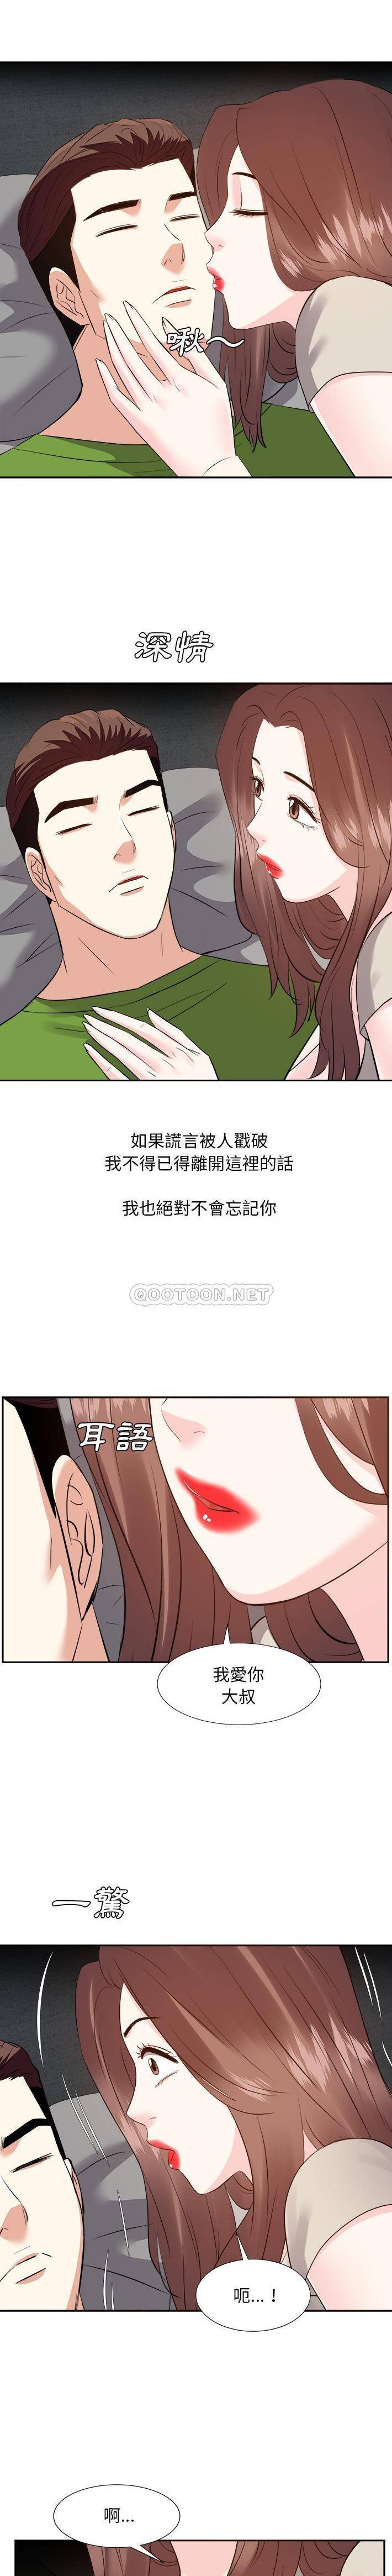 啾～
深情
如果謊言被人戳破
我不得已得離開這裡的話
我也絕對不會忘記你
QOOTOON.NET
耳語
我愛你
大叔
一驚
呃...！
啊...